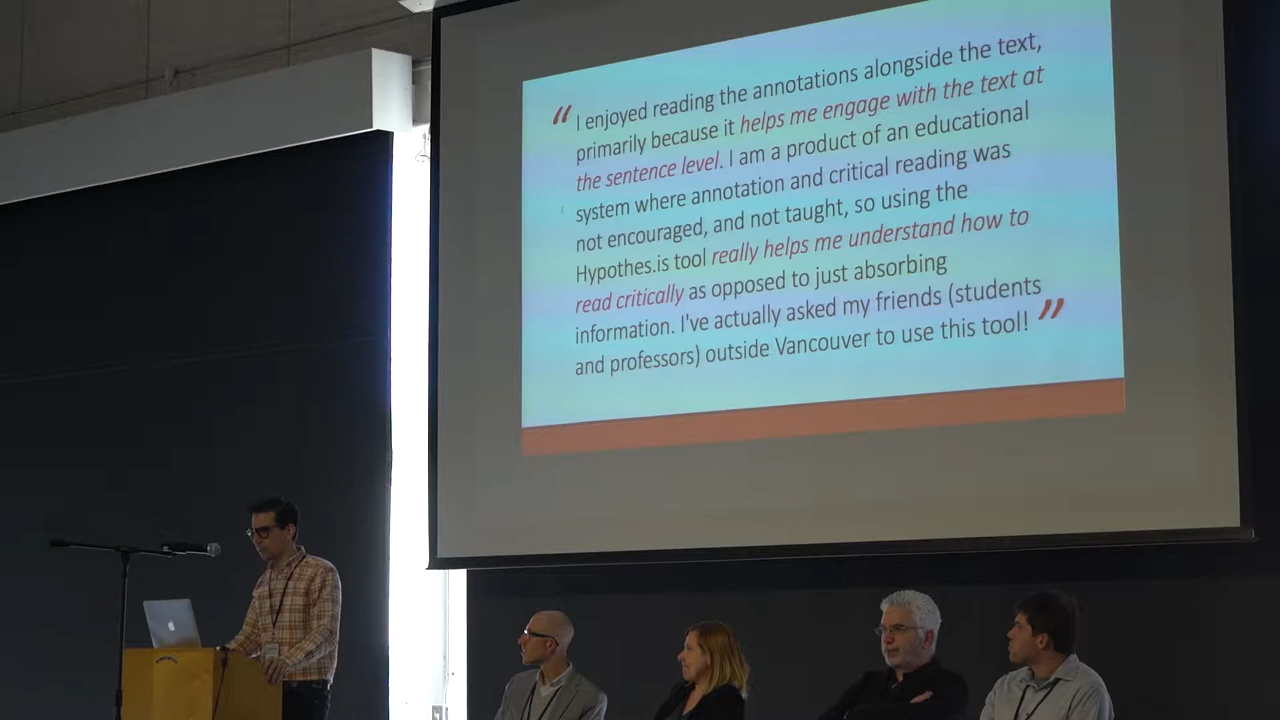 “ I enjoyed reading the annotations alongside the text,
primarily because it helps me engage with the text at
the sentence level. I am a product of an educational
system where annotation and critical reading was
not encouraged, and not taught, so using the
Hypothes.is tool really helps me understand how to
read critically as opposed to just absorbing
information. I've actually asked my friends (students
and professors) outside Vancouver to use this tool! ”